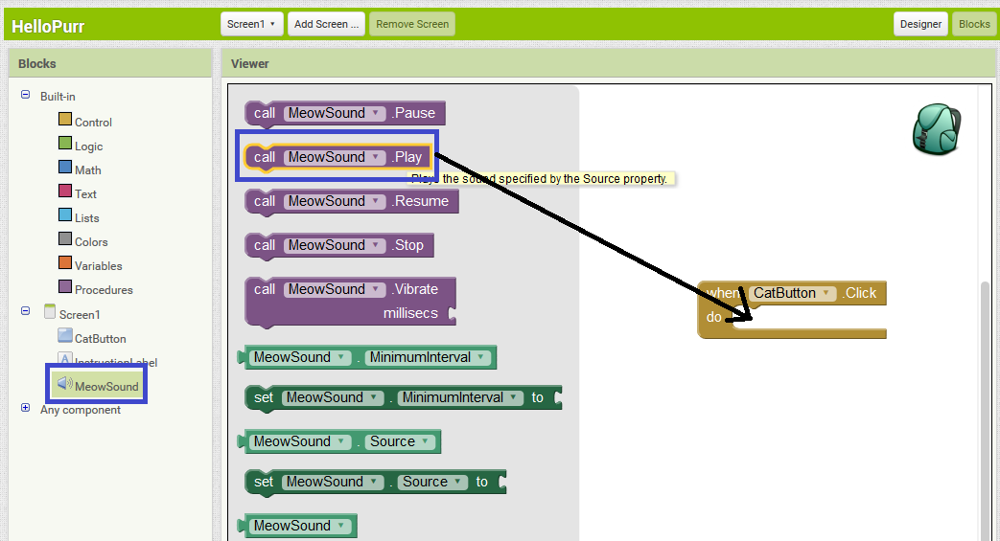 HelloPurr
Screen1 ▾
Add Screen ...
Remove Screen
Designer
Blocks
Blocks
Built-in
Control
Logic
Math
Text
Lists
Colors
Variables
Procedures
Screen1
CatButton
A InstructionLabel
MeowSound
Any component
Viewer
call MeowSound ▾ .Pause
call MeowSound ▾ .Play
Plays the sound specified by the Source property.
call MeowSound ▾ .Resume
call MeowSound ▾ .Stop
call MeowSound ▾ .Vibrate
millisecs
MeowSound ▾ . MinimumInterval ▾
set MeowSound ▾ . MinimumInterval ▾ to
MeowSound ▾ . Source ▾
set MeowSound ▾ . Source ▾ to
MeowSound ▾
when CatButton ▾ .Click
do